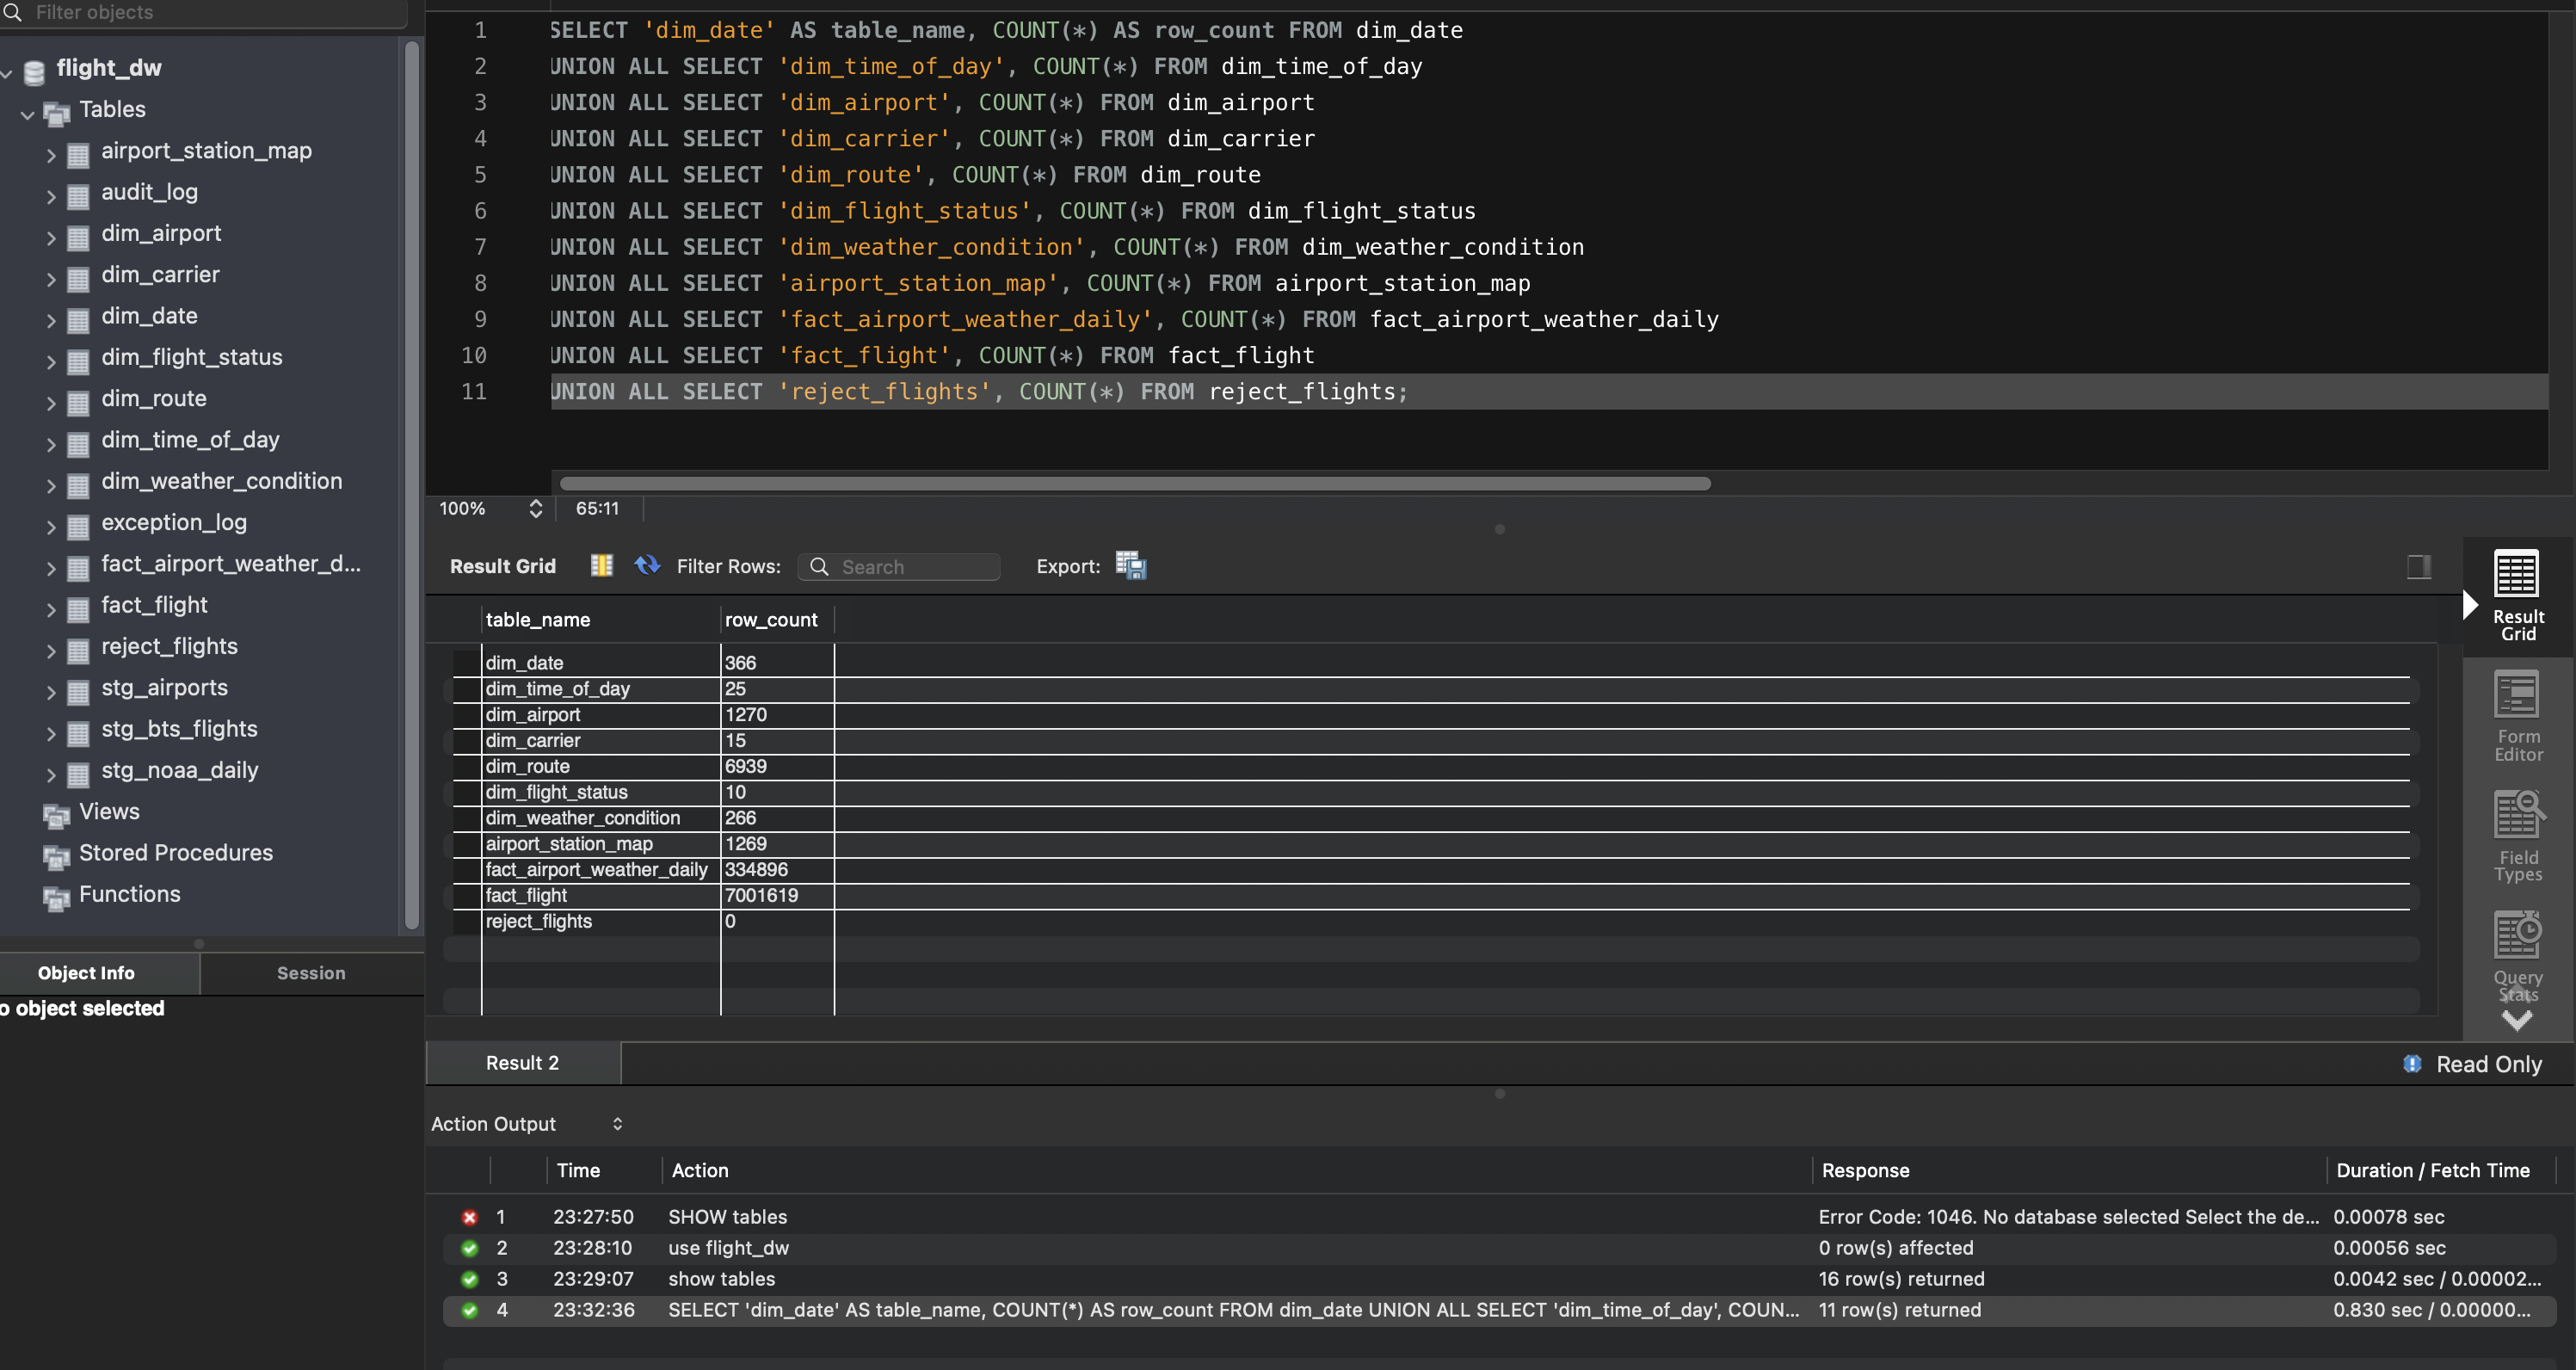 Filter objects
flight_dw
Tables
airport_station_map
audit_log
dim_airport
dim_carrier
dim_date
dim_flight_status
dim_route
dim_time_of_day
dim_weather_condition
exception_log
fact_airport_weather_d...
fact_flight
reject_flights
stg_airports
stg_bts_flights
stg_noaa_daily
Views
Stored Procedures
Functions
Object Info Session
o object selected
1 SELECT 'dim_date' AS table_name, COUNT(*) AS row_count FROM dim_date
2 UNION ALL SELECT 'dim_time_of_day', COUNT(*) FROM dim_time_of_day
3 UNION ALL SELECT 'dim_airport', COUNT(*) FROM dim_airport
4 UNION ALL SELECT 'dim_carrier', COUNT(*) FROM dim_carrier
5 UNION ALL SELECT 'dim_route', COUNT(*) FROM dim_route
6 UNION ALL SELECT 'dim_flight_status', COUNT(*) FROM dim_flight_status
7 UNION ALL SELECT 'dim_weather_condition', COUNT(*) FROM dim_weather_condition
8 UNION ALL SELECT 'airport_station_map', COUNT(*) FROM airport_station_map
9 UNION ALL SELECT 'fact_airport_weather_daily', COUNT(*) FROM fact_airport_weather_daily
10 UNION ALL SELECT 'fact_flight', COUNT(*) FROM fact_flight
11 UNION ALL SELECT 'reject_flights', COUNT(*) FROM reject_flights;
100% 65:11
Result Grid Filter Rows: Search Export:
table_name row_count
dim_date 366
dim_time_of_day 25
dim_airport 1270
dim_carrier 15
dim_route 6939
dim_flight_status 10
dim_weather_condition 266
airport_station_map 1269
fact_airport_weather_daily 334896
fact_flight 7001619
reject_flights 0
Result
Grid
Form
Editor
Field
Types
Query
Stats
Result 2 Read Only
Action Output
Time Action Response Duration / Fetch Time
1 23:27:50 SHOW tables Error Code: 1046. No database selected Select the de... 0.00078 sec
2 23:28:10 use flight_dw 0 row(s) affected 0.00056 sec
3 23:29:07 show tables 16 row(s) returned 0.0042 sec / 0.00002...
4 23:32:36 SELECT 'dim_date' AS table_name, COUNT(*) AS row_count FROM dim_date UNION ALL SELECT 'dim_time_of_day', COUN... 11 row(s) returned 0.830 sec / 0.00000...